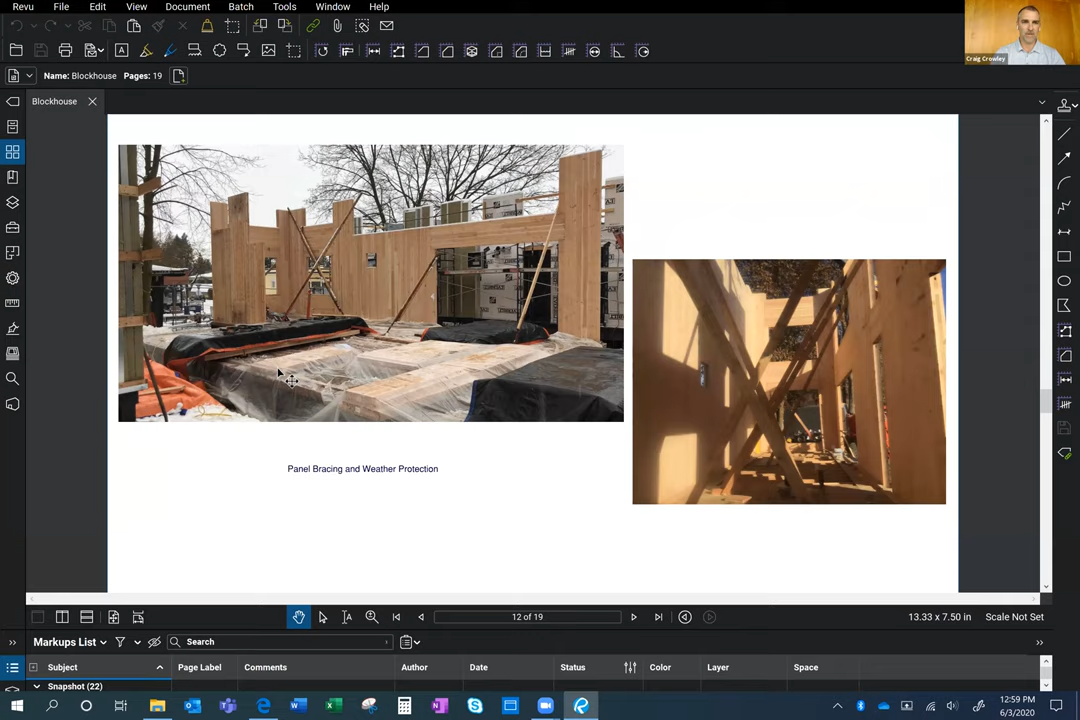 Revu File Edit View Document Batch Tools Window Help
Craig Crowley
Name: Blockhouse Pages: 19
Blockhouse
Panel Bracing and Weather Protection
12 of 19
13.33 x 7.50 in Scale Not Set
Markups List Search
Subject Page Label Comments Author Date Status Color Layer Space
Snapshot (22)
12:59 PM
6/3/2020